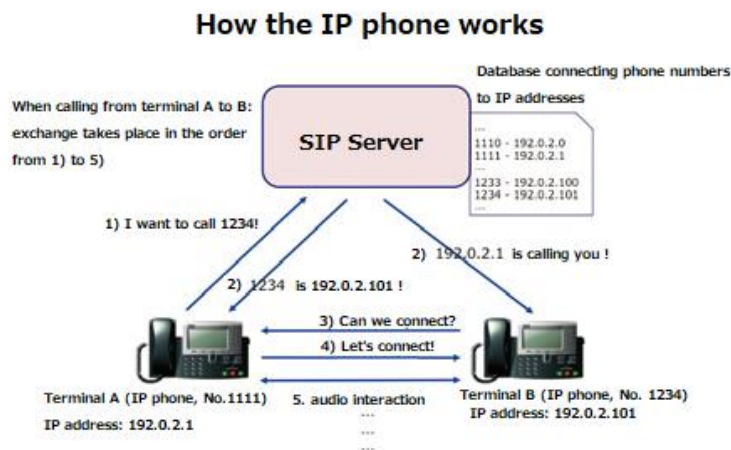 How the IP phone works
Database connecting phone numbers
to IP addresses
When calling from terminal A to B:
exchange takes place in the order
from 1) to 5)
SIP Server
...
1110 - 192.0.2.0
1111 - 192.0.2.1
...
1233 - 192.0.2.100
1234 - 192.0.2.101
...
1) I want to call 1234!
2) 192.0.2.1 is calling you !
2) 1234 is 192.0.2.101 !
3) Can we connect?
4) Let's connect!
Terminal A (IP phone, No.1111)
IP address: 192.0.2.1
5. audio interaction
...
...
...
Terminal B (IP phone, No. 1234)
IP address: 192.0.2.101